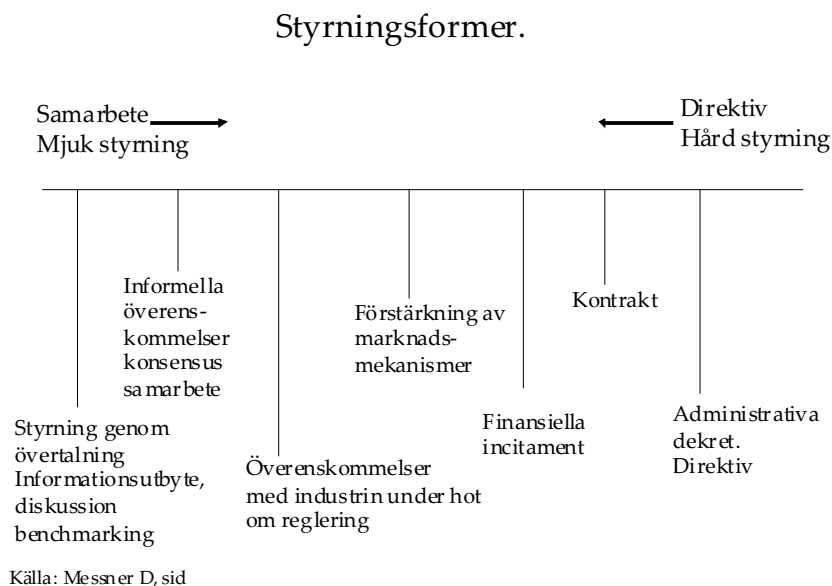 Styrningsformer.
Samarbete
Mjuk styrning
Direktiv
Hård styrning
Informella
överens-
kommelser
konsensus
samarbete
Förstärkning av
marknads-
mekanismer
Kontrakt
Styrning genom
övertalning
Informationsutbyte,
diskussion
benchmarking
Överenskommelser
med industrin under hot
om reglering
Finansiella
incitament
Administrativa
dekret.
Direktiv
Källa: Messner D, sid